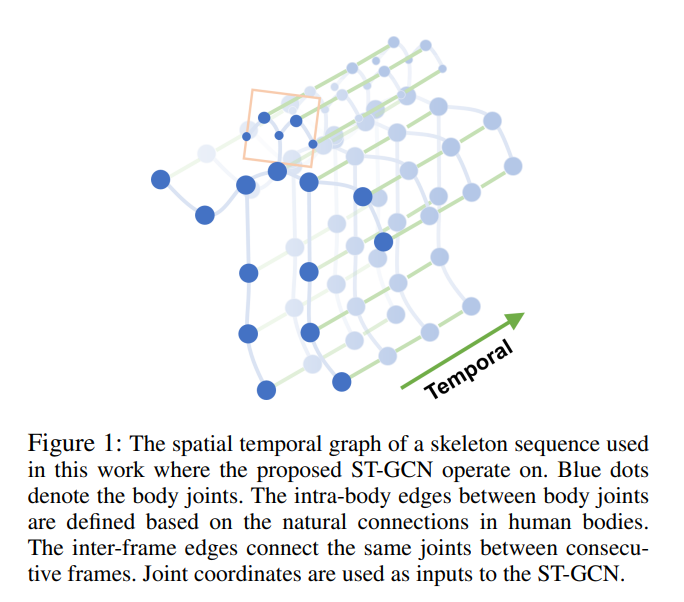 Temporal
Figure 1: The spatial temporal graph of a skeleton sequence used
in this work where the proposed ST-GCN operate on. Blue dots
denote the body joints. The intra-body edges between body joints
are defined based on the natural connections in human bodies.
The inter-frame edges connect the same joints between consecu-
tive frames. Joint coordinates are used as inputs to the ST-GCN.